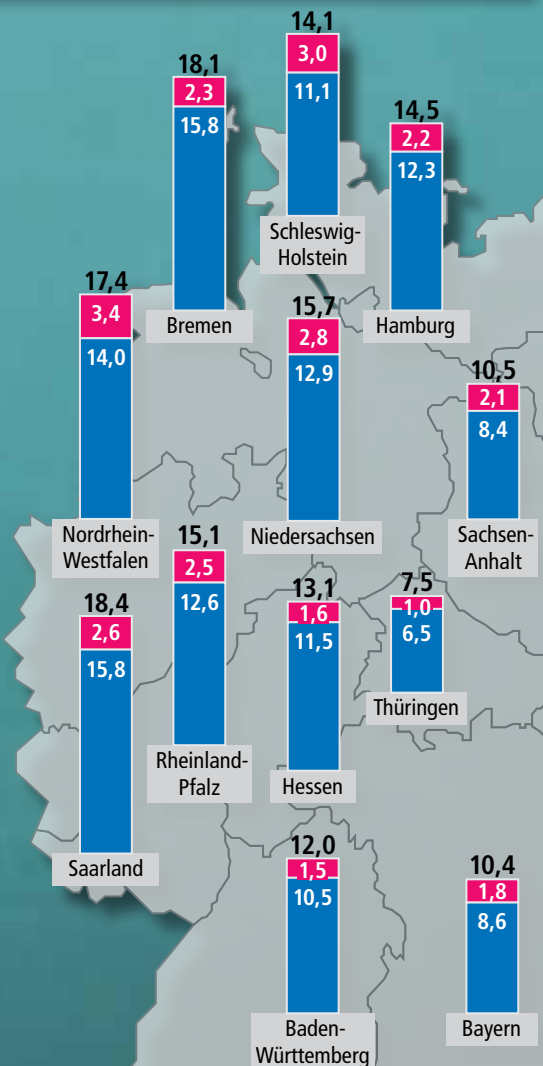 14,1
3,0
11,1
Schleswig-
Holstein
18,1
2,3
15,8
Bremen
14,5
2,2
12,3
Hamburg
17,4
3,4
14,0
Nordrhein-
Westfalen
15,7
2,8
12,9
Niedersachsen
10,5
2,1
8,4
Sachsen-
Anhalt
15,1
2,5
12,6
Rheinland-
Pfalz
18,4
2,6
15,8
Saarland
13,1
1,6
11,5
Hessen
7,5
1,0
6,5
Thüringen
12,0
1,5
10,5
Baden-
Württemberg
10,4
1,8
8,6
Bayern